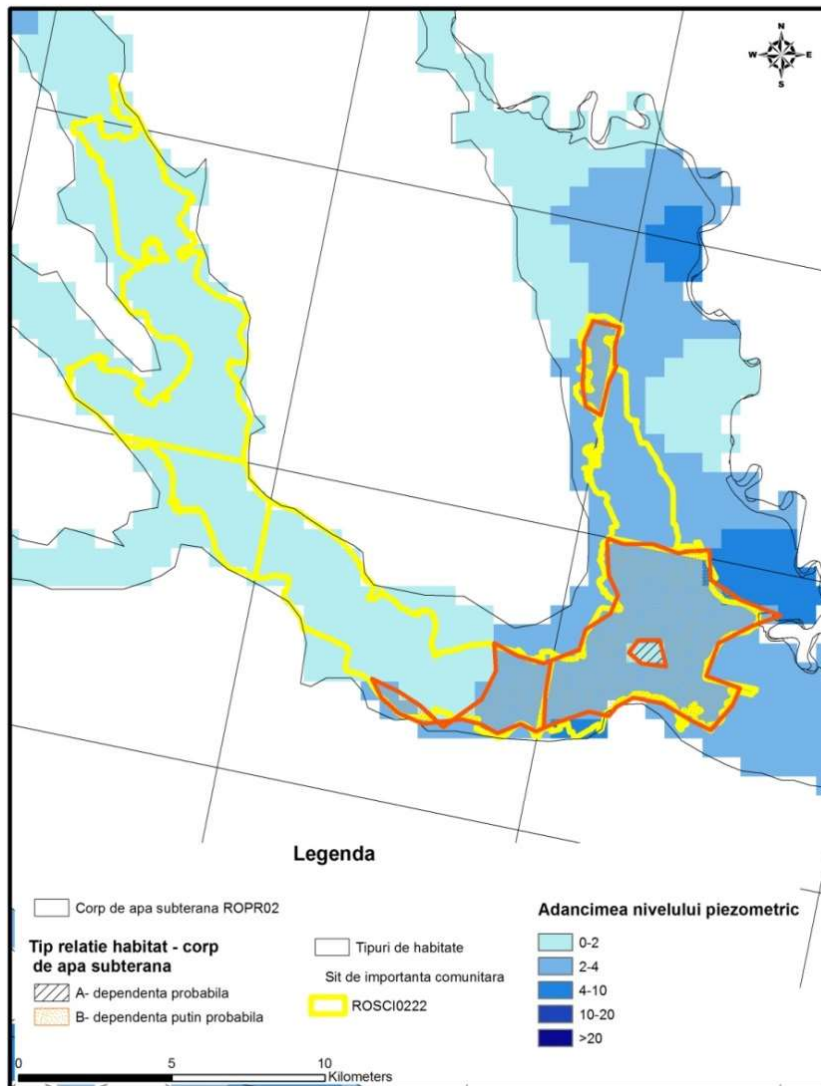 N
W E
S
Legenda
Corp de apa subterana ROPR02
Tip relatie habitat - corp
de apa subterana
A- dependenta probabila
B- dependenta putin probabila
Tipuri de habitate
Sit de importanta comunitara
ROSCI0222
Adancimea nivelului piezometric
0-2
2-4
4-10
10-20
>20
0 5 10
Kilometers